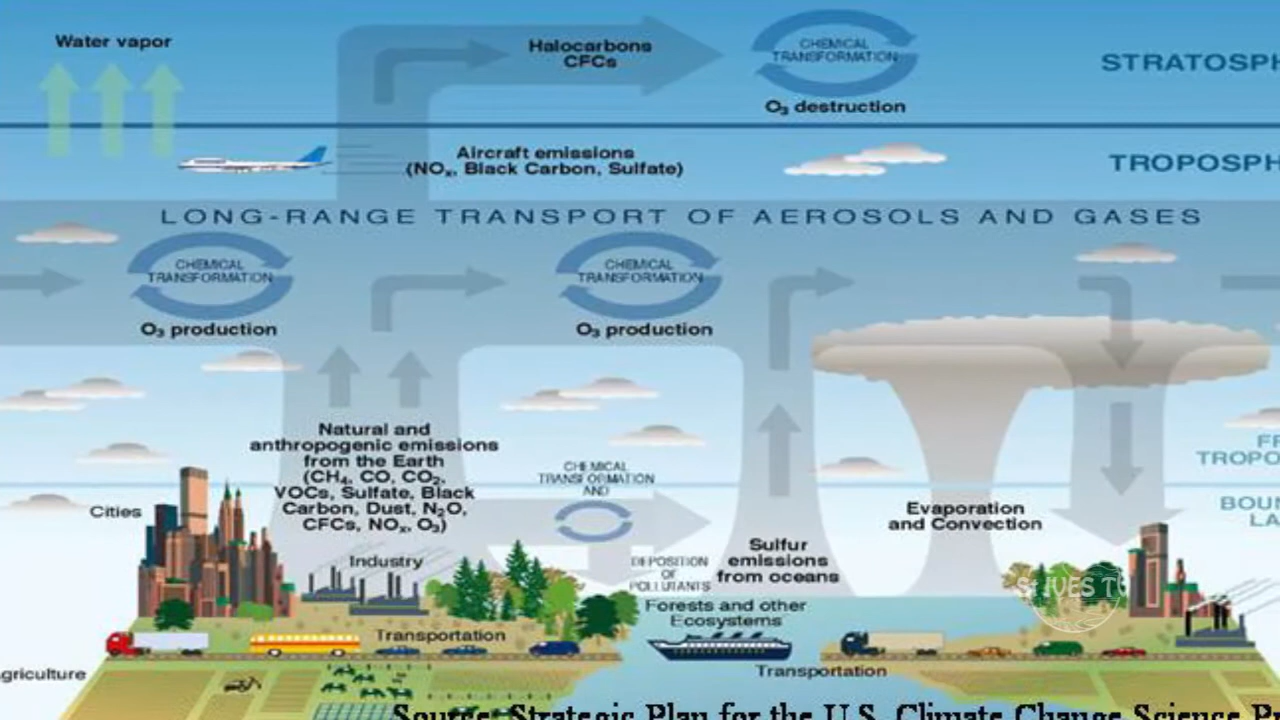 Water vapor
Halocarbons
CFCs
CHEMICAL
TRANSFORMATION
O₃ destruction
STRATOSPH
Aircraft emissions
(NOₓ, Black Carbon, Sulfate)
TROPOSPH
LONG-RANGE TRANSPORT OF AEROSOLS AND GASES
CHEMICAL
TRANSFORMATION
O₃ production
CHEMICAL
TRANSFORMATION
O₃ production
Natural and
anthropogenic emissions
from the Earth
(CH₄, CO, CO₂,
VOCs, Sulfate, Black
Carbon, Dust, N₂O,
CFCs, NOₓ, O₃)
CHEMICAL
TRANSFORMATION
AND
DEPOSITION
OF
POLLUTANTS
FR
TROPO
BOUN
LA
Cities
Industry
Evaporation
and Convection
Sulfur
emissions
from oceans
Forests and other
Ecosystems
Transportation
Transportation
griculture
Source: Strategic Plan for the U.S. Climate Change Science P